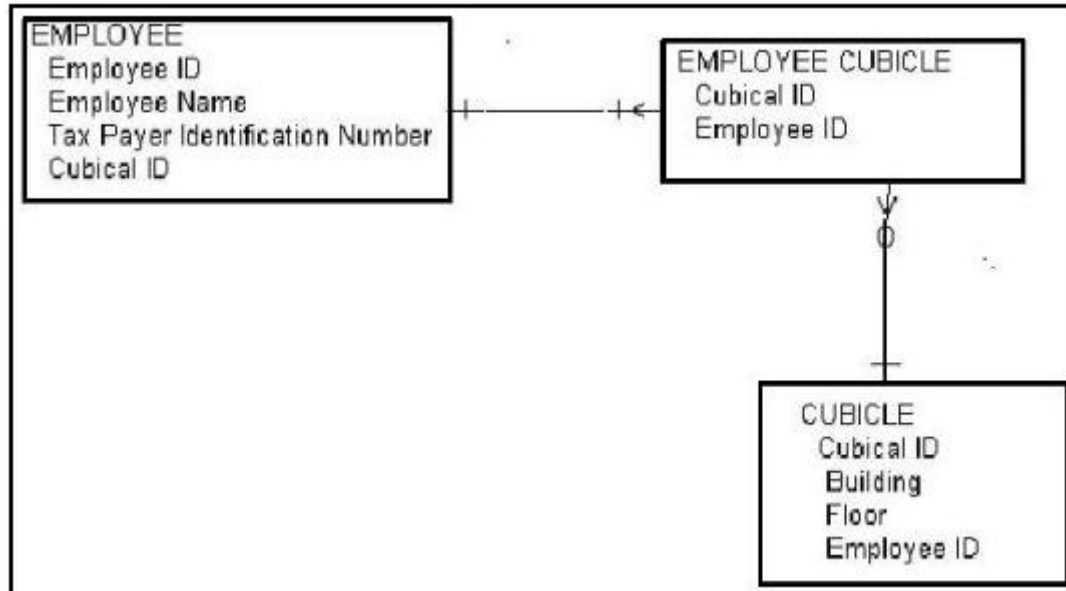 EMPLOYEE
Employee ID
Employee Name
Tax Payer Identification Number
Cubical ID
EMPLOYEE CUBICLE
Cubical ID
Employee ID
CUBICLE
Cubical ID
Building
Floor
Employee ID